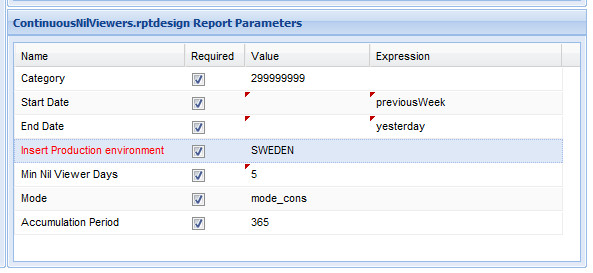 ContinuousNilViewers.rptdesign Report Parameters
Name Required Value Expression
Category 299999999
Start Date previousWeek
End Date yesterday
Insert Production environment SWEDEN
Min Nil Viewer Days 5
Mode mode_cons
Accumulation Period 365